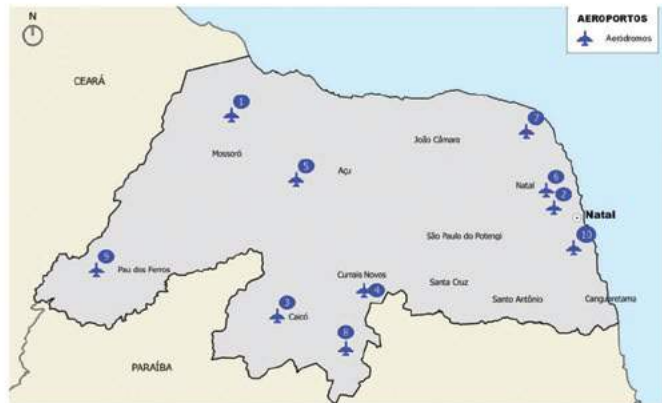 N
AEROPORTOS
Aeródromos
CEARÁ
1
7
João Câmara
Mossoró
5
Açu
6
Natal
2
Natal
São Paulo do Potengi
10
9
Pau dos Ferros
Currais Novos
4
Santa Cruz
3
Caicó
Santo Antônio
Canguaretama
8
PARAÍBA